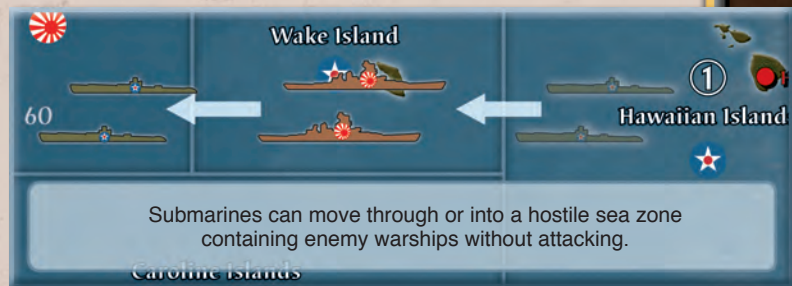 Wake Island
①
60
Hawaiian Island
Submarines can move through or into a hostile sea zone
containing enemy warships without attacking.
Caroline Islands